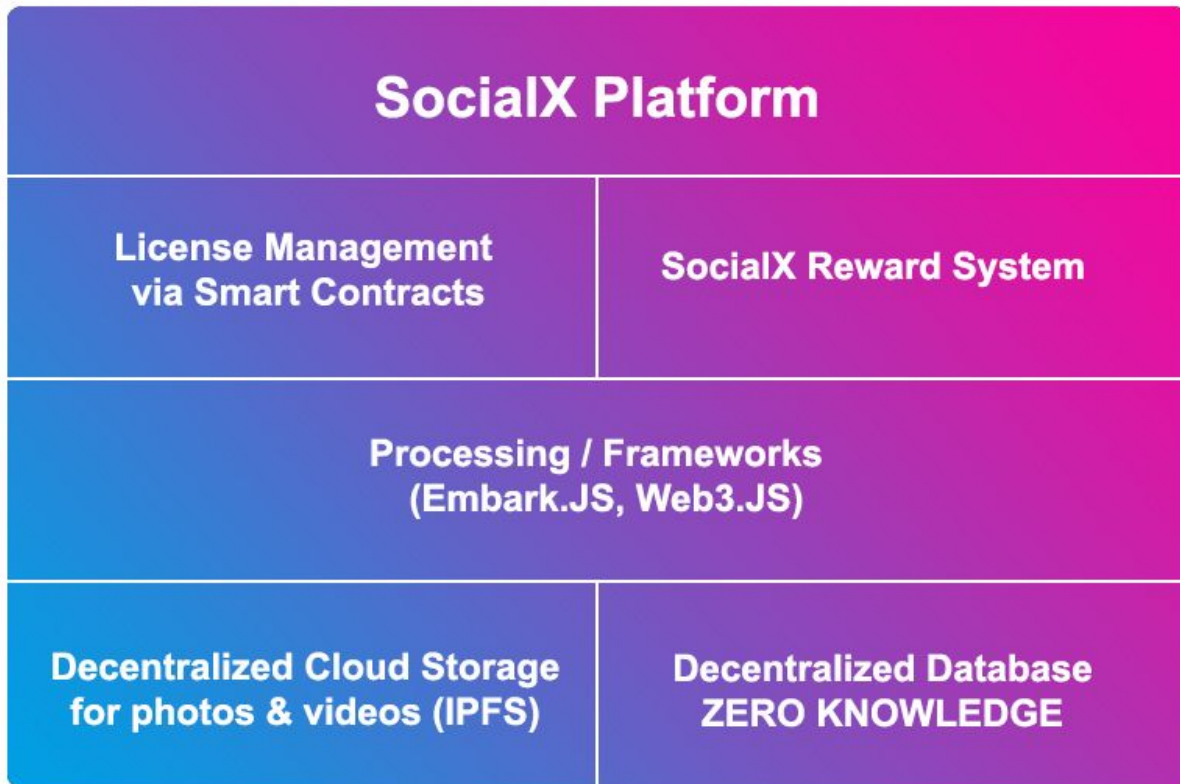 SocialX Platform
License Management
via Smart Contracts
SocialX Reward System
Processing / Frameworks
(Embark.JS, Web3.JS)
Decentralized Cloud Storage
for photos & videos (IPFS)
Decentralized Database
ZERO KNOWLEDGE